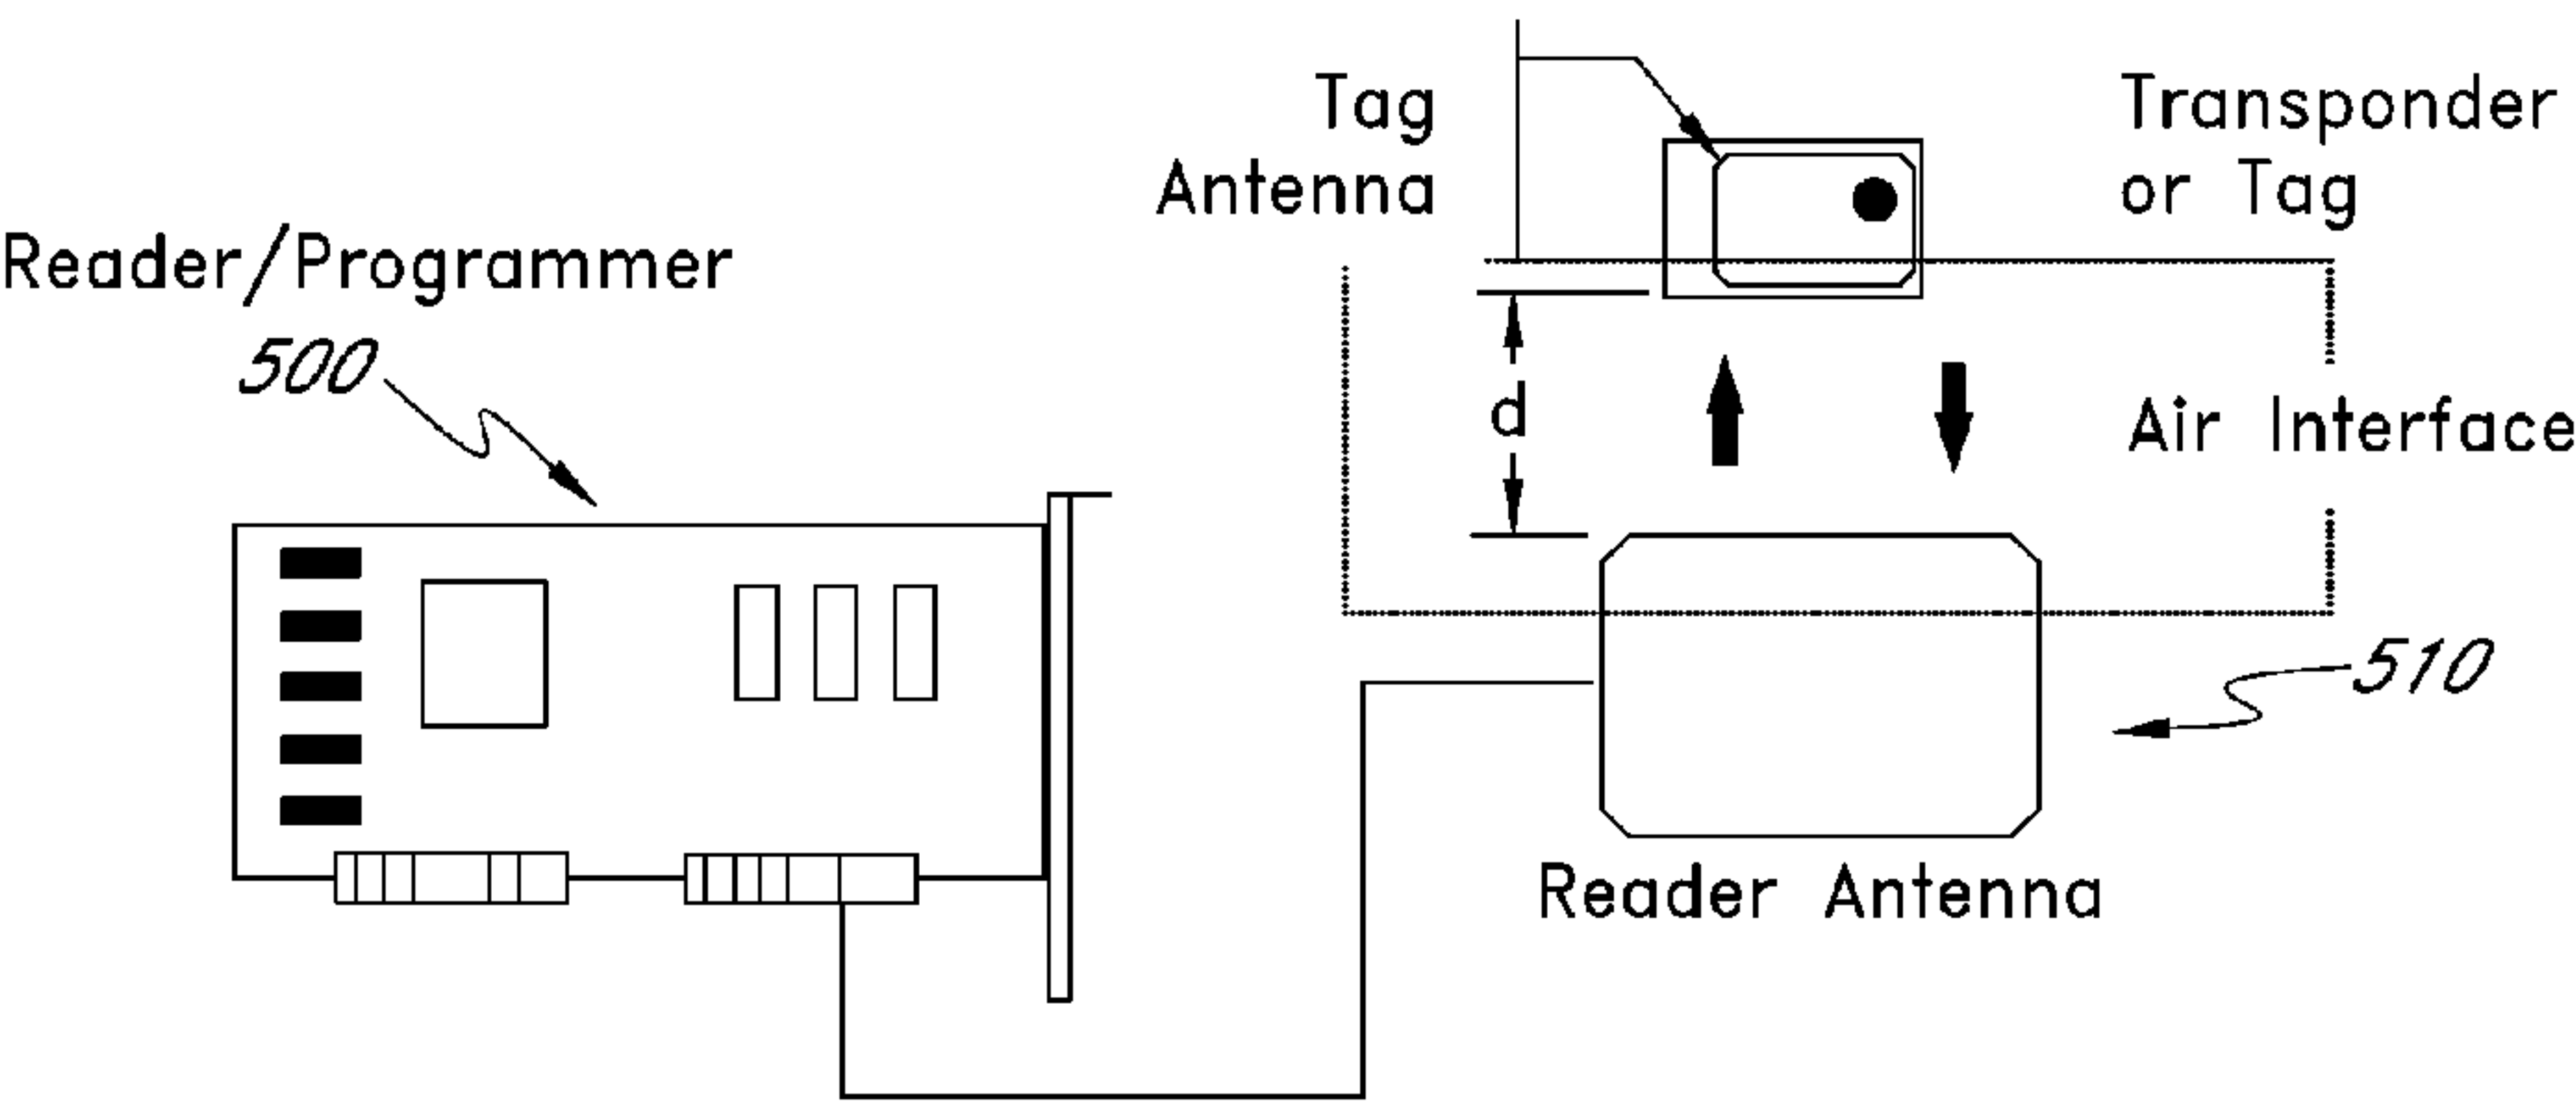 Tag
Antenna
Transponder
or Tag
Reader/Programmer
500
d
Air Interface
510
Reader Antenna